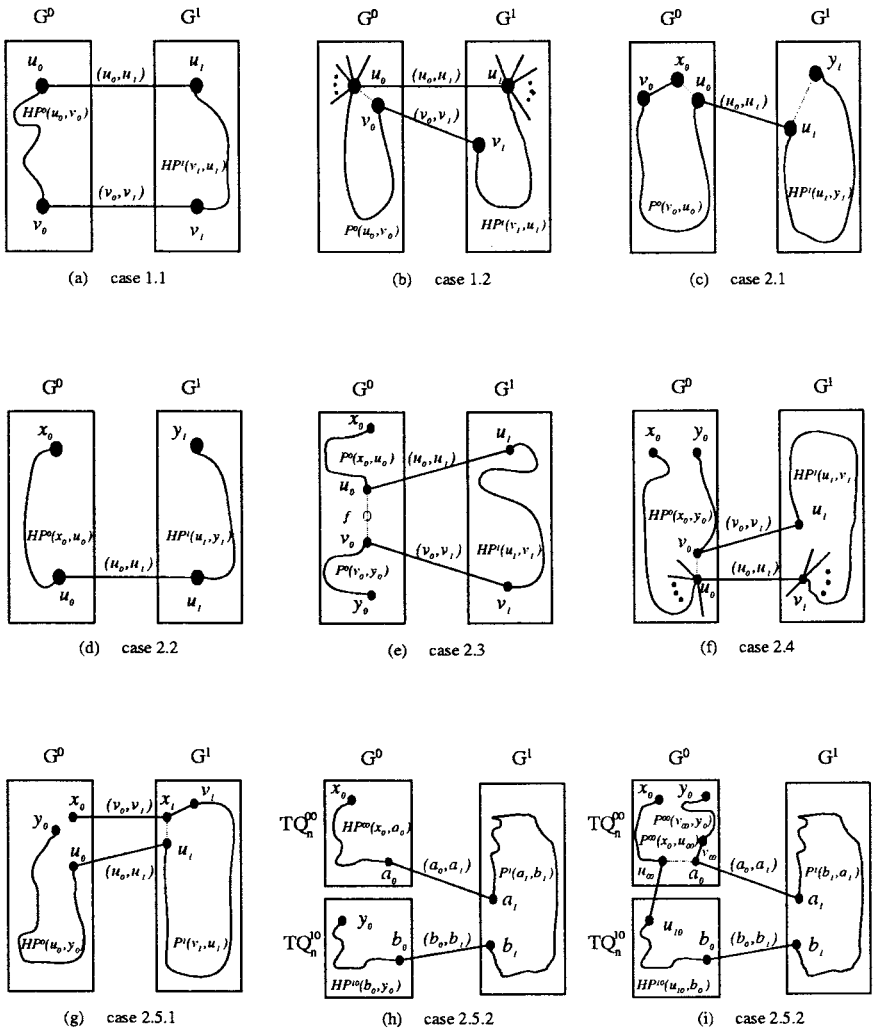 G⁰ G¹ G⁰ G¹ G⁰ G¹
u₀ (u₀,u₁) u₁
HP⁰(u₀,v₀)
HP¹(v₁,u₁)
(v₀,v₁)
v₀ v₁
u₀ (u₀,u₁) u₁
v₀ (v₀,v₁) v₁
P⁰(u₀,v₀) HP¹(v₁,u₁)
x₀ y₁
v₀ u₀ (u₀,u₁) u₁
P⁰(v₀,u₀) HP¹(u₁,y₁)
(a) case 1.1 (b) case 1.2 (c) case 2.1
G⁰ G¹ G⁰ G¹ G⁰ G¹
x₀ y₁
HP⁰(x₀,u₀) HP¹(u₁,y₁)
(u₀,u₁)
u₀ u₁
x₀ u₁
P⁰(x₀,u₀) (u₀,u₁)
u₀
f
v₀ (v₀,v₁) HP¹(u₁,v₁)
P⁰(v₀,y₀)
y₀ v₁
x₀ y₀
HP¹(u₁,v₁)
HP⁰(x₀,y₀) (v₀,v₁) u₁
v₀
(u₀,u₁)
u₀ v₁
(d) case 2.2 (e) case 2.3 (f) case 2.4
G⁰ G¹ G⁰ G¹ G⁰ G¹
x₀ (v₀,v₁) x₁ v₁
y₀
u₀ u₁
(u₀,u₁)
HP⁰(u₀,y₀) P¹(v₁,u₁)
x₀
TQₙ⁰⁰ HP⁰⁰(x₀,a₀)
(a₀,a₁) P¹(a₁,b₁)
a₀
a₁
TQₙ¹⁰ y₀
b₀ (b₀,b₁) b₁
HP¹⁰(b₀,y₀)
x₀ y₀
TQₙ⁰⁰ P⁰⁰(v₀₀,y₀)
P⁰⁰(x₀,u₀₀) v₀₀
(a₀,a₁) P¹(b₁,a₁)
u₀₀ a₀
a₁
TQₙ¹⁰ u₁₀
b₀ (b₀,b₁) b₁
HP¹⁰(u₁₀,b₀)
(g) case 2.5.1 (h) case 2.5.2 (i) case 2.5.2